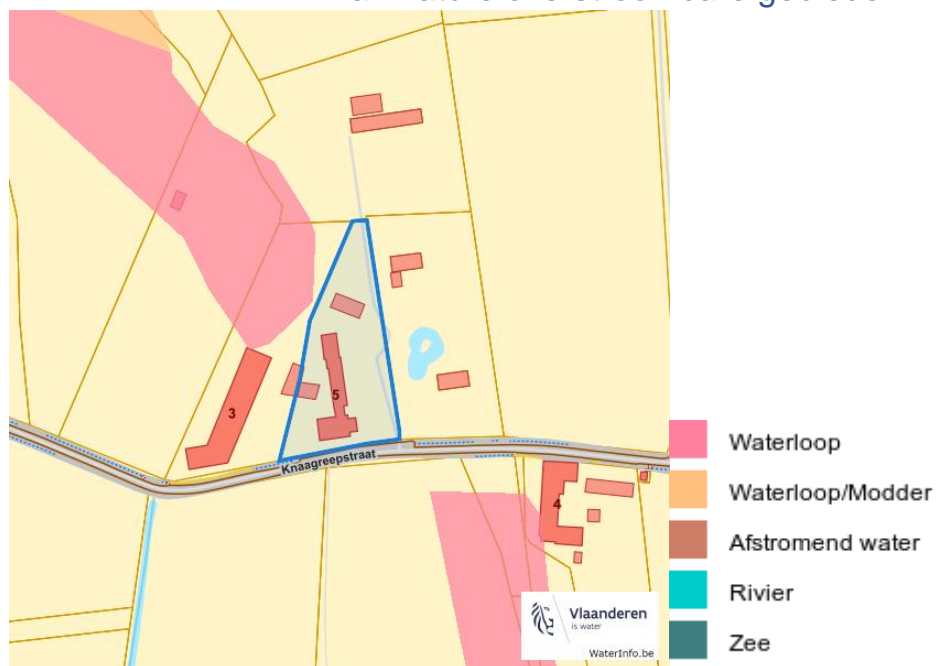 3
5
Knaagreepstraat
4
Vlaanderen
is water
WaterInfo.be
Waterloop
Waterloop/Modder
Afstromend water
Rivier
Zee